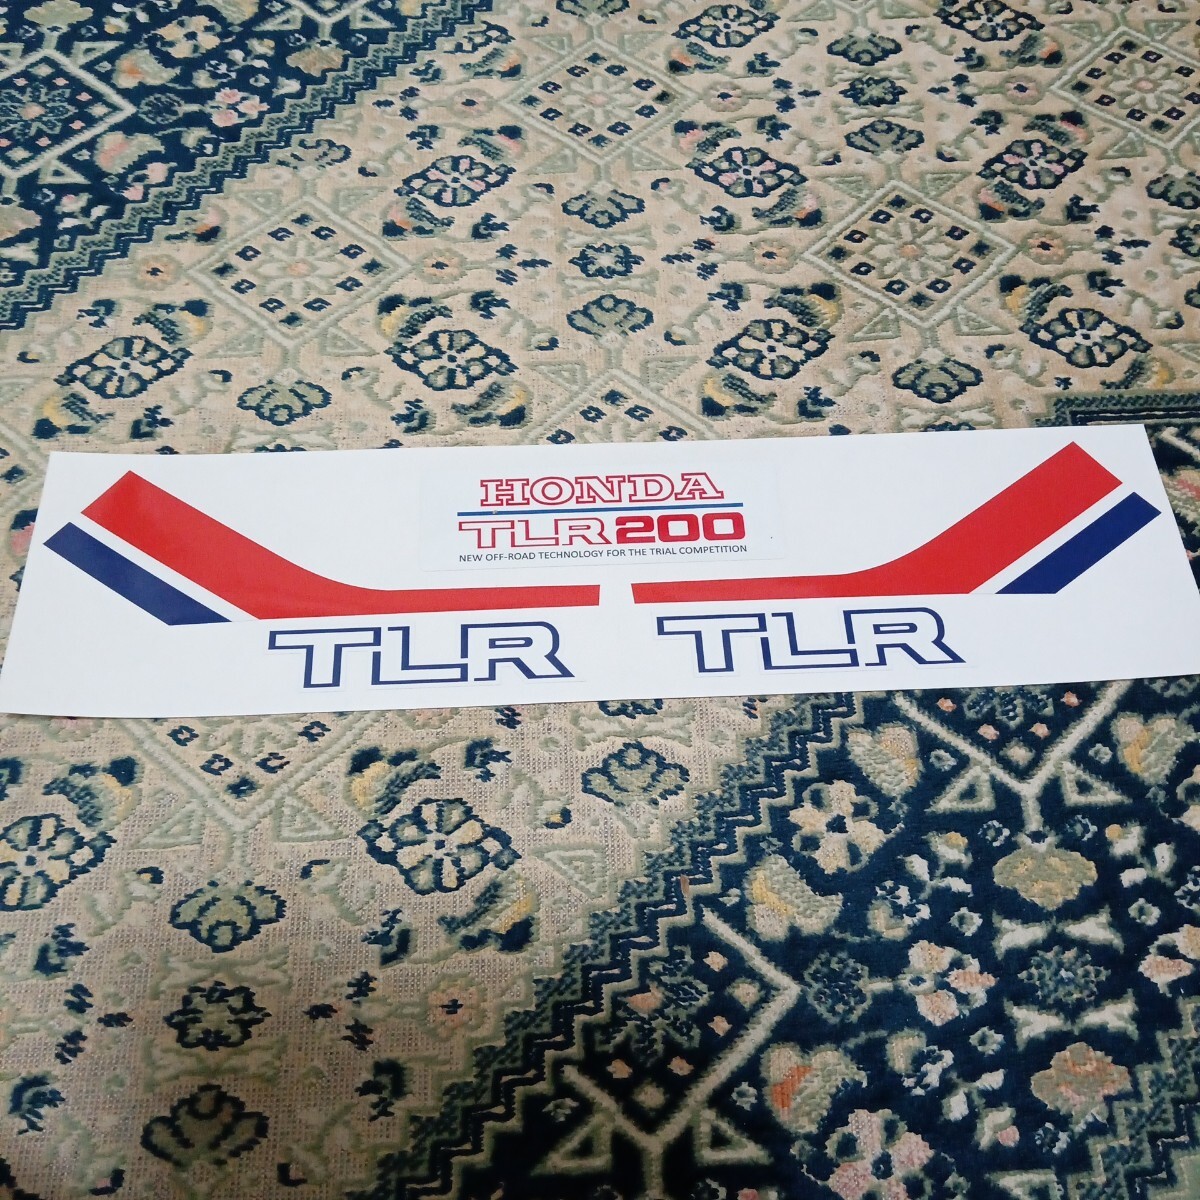 HONDA
TLR200
NEW OFF-ROAD TECHNOLOGY FOR THE TRIAL COMPETITION
TLR
TLR